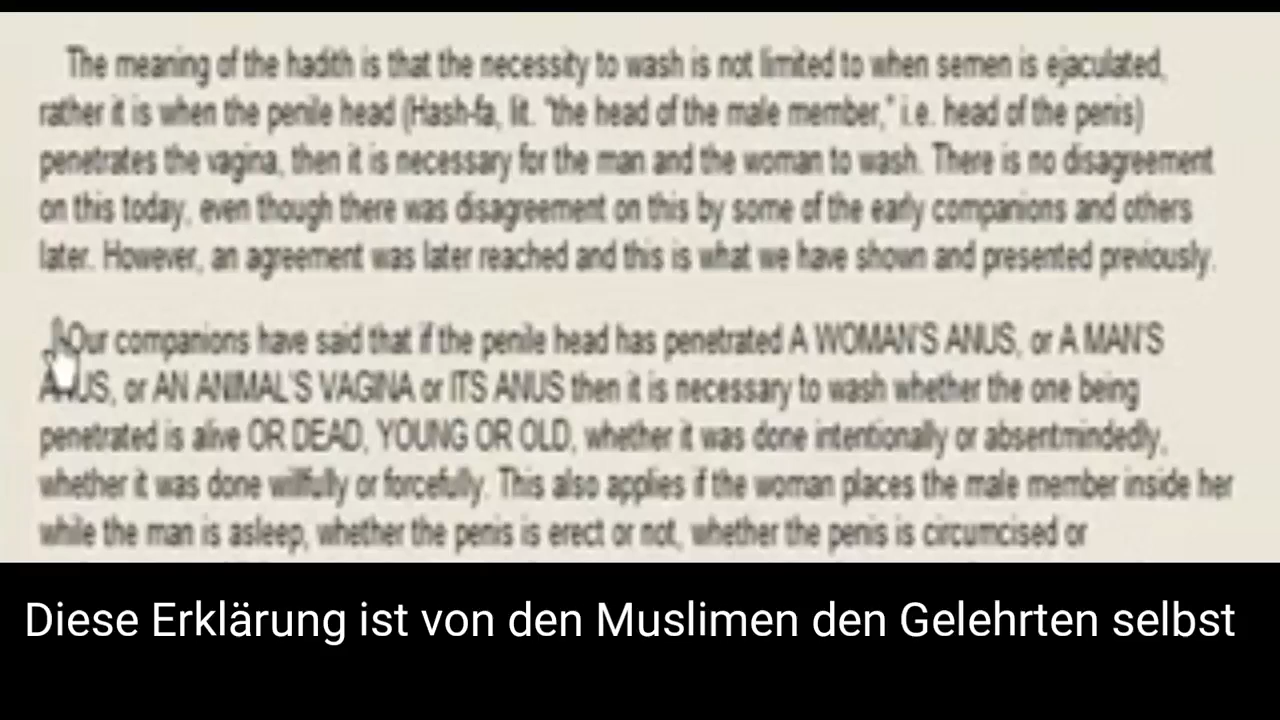 The meaning of the hadith is that the necessity to wash is not limited to when semen is ejaculated,
rather it is when the penile head (Hash-fa, lit. "the head of the male member," i.e. head of the penis)
penetrates the vagina, then it is necessary for the man and the woman to wash. There is no disagreement
on this today, even though there was disagreement on this by some of the early companions and others
later. However, an agreement was later reached and this is what we have shown and presented previously.
Our companions have said that if the penile head has penetrated A WOMAN'S ANUS, or A MAN'S
ANUS, or AN ANIMAL'S VAGINA or ITS ANUS then it is necessary to wash whether the one being
penetrated is alive OR DEAD, YOUNG OR OLD, whether it was done intentionally or absentmindedly,
whether it was done willfully or forcefully. This also applies if the woman places the male member inside her
while the man is asleep, whether the penis is erect or not, whether the penis is circumcised or
Diese Erklärung ist von den Muslimen den Gelehrten selbst